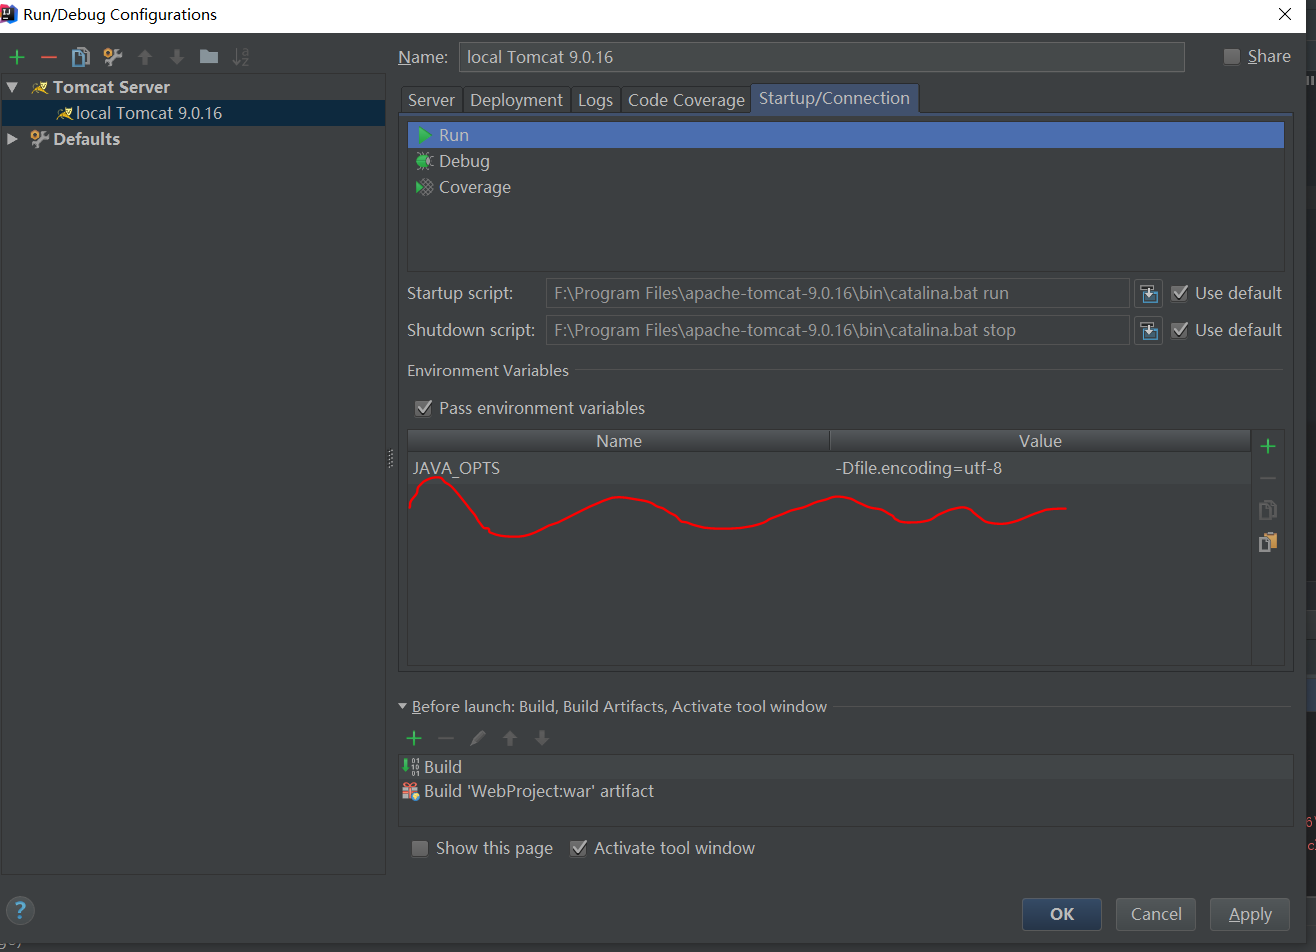 Run/Debug Configurations
Name: local Tomcat 9.0.16 Share
Tomcat Server
local Tomcat 9.0.16
Defaults
Server Deployment Logs Code Coverage Startup/Connection
Run
Debug
Coverage
Startup script: F:\Program Files\apache-tomcat-9.0.16\bin\catalina.bat run Use default
Shutdown script: F:\Program Files\apache-tomcat-9.0.16\bin\catalina.bat stop Use default
Environment Variables
Pass environment variables
Name Value
JAVA_OPTS -Dfile.encoding=utf-8
Before launch: Build, Build Artifacts, Activate tool window
Build
Build 'WebProject:war' artifact
Show this page Activate tool window
OK Cancel Apply